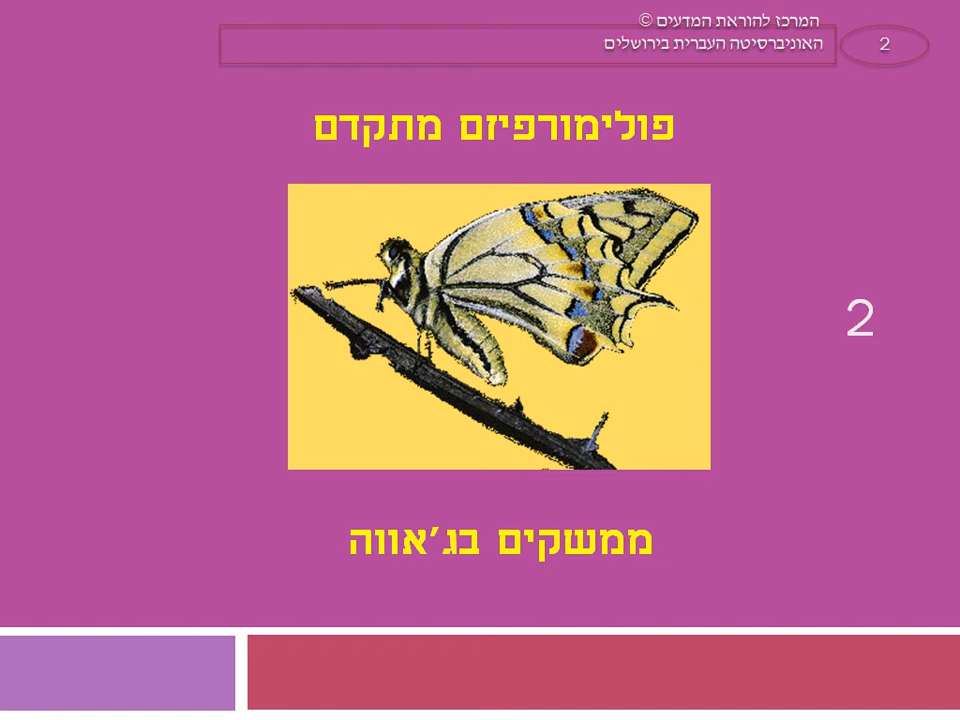 המרכז להוראת המדעים ©
האוניברסיטה העברית בירושלים
2
פולימורפיזם מתקדם
2
ממשקים בג'אווה